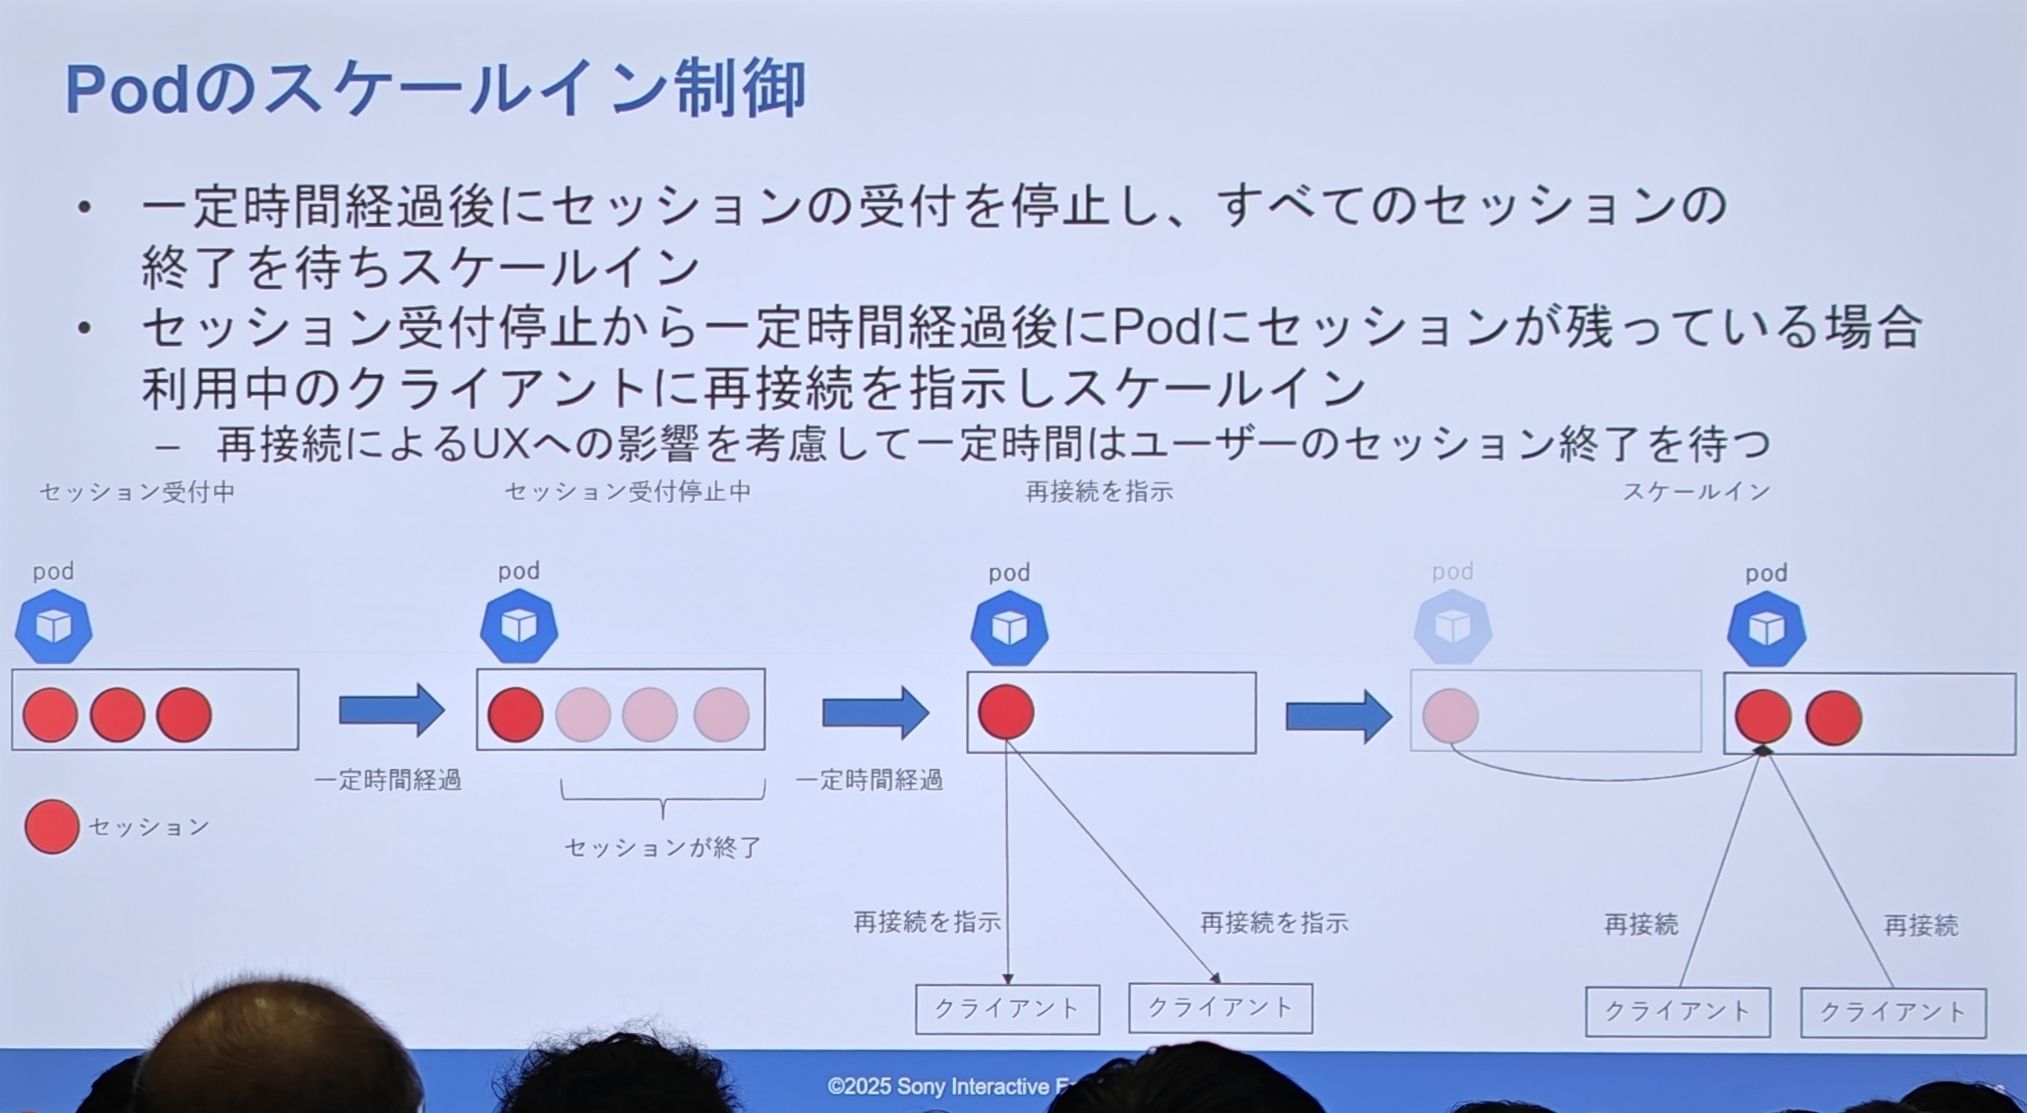 Podのスケールイン制御
• 一定時間経過後にセッションの受付を停止し、すべてのセッションの
終了を待ちスケールイン
• セッション受付停止から一定時間経過後にPodにセッションが残っている場合
利用中のクライアントに再接続を指示しスケールイン
– 再接続によるUXへの影響を考慮して一定時間はユーザーのセッション終了を待つ
セッション受付中
セッション受付停止中
再接続を指示
スケールイン
pod
pod
pod
pod
pod
一定時間経過
一定時間経過
セッション
セッションが終了
再接続を指示
再接続を指示
再接続
再接続
クライアント
クライアント
クライアント
クライアント
©2025 Sony Interactive